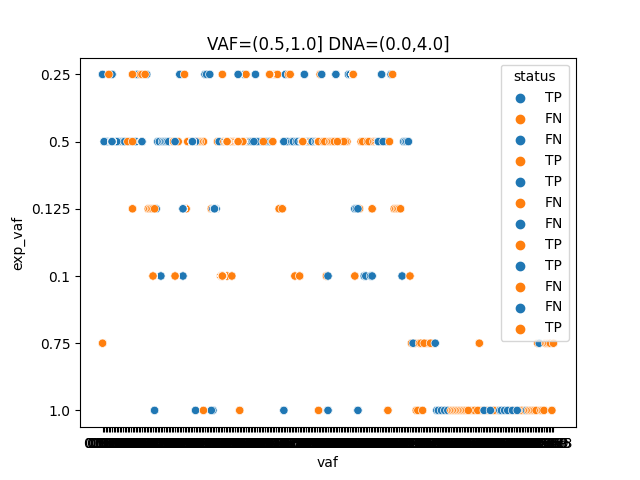 VAF=(0.5,1.0] DNA=(0.0,4.0]
status
TP
FN
FN
TP
TP
FN
FN
TP
TP
FN
FN
TP
0.25
0.5
0.125
0.1
0.75
1.0
exp_vaf
vaf